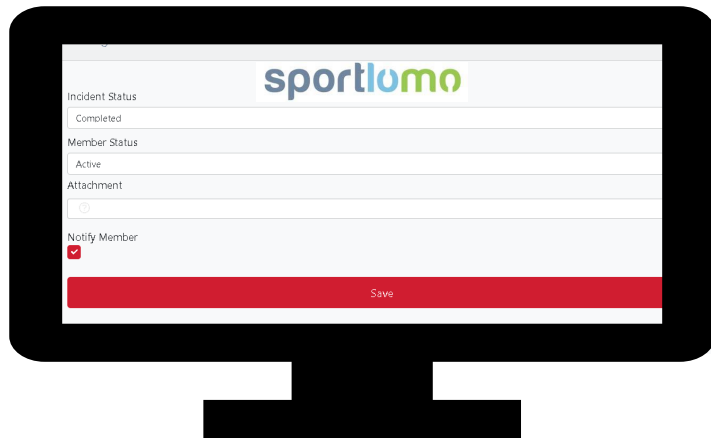 sportlomo
Incident Status
Completed
Member Status
Active
Attachment
Notify Member
Save